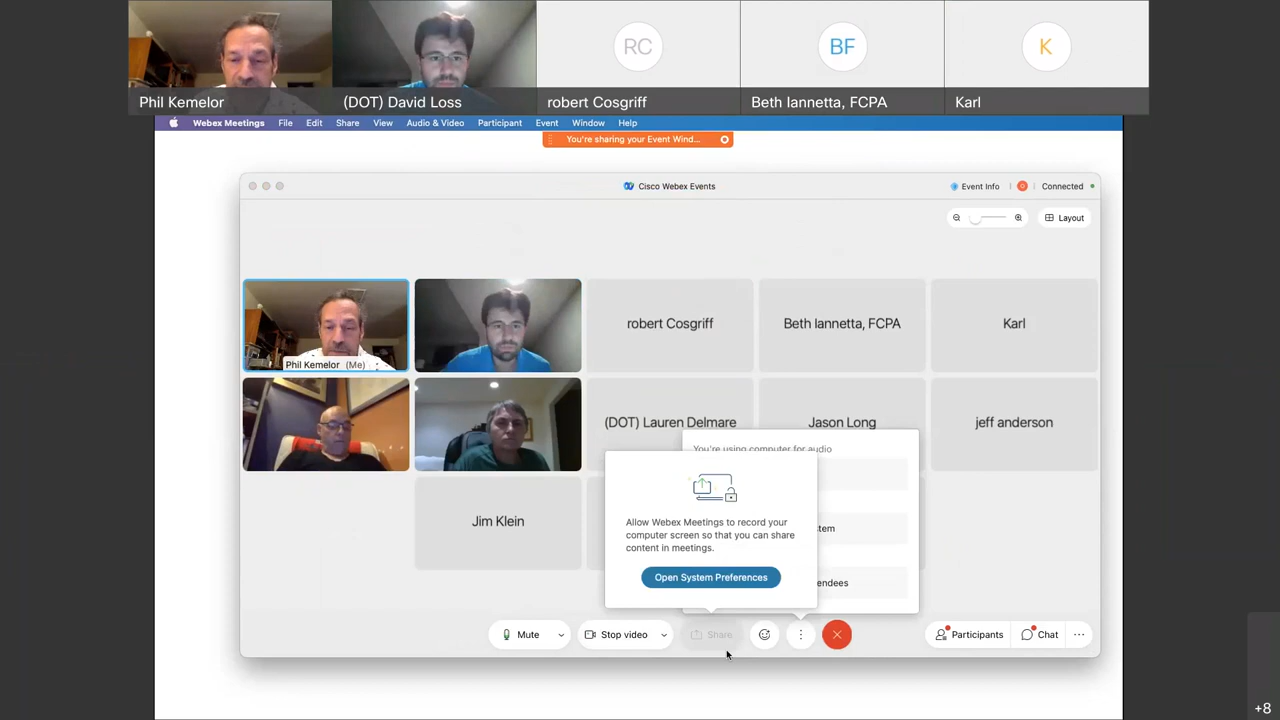 RC
BF
K
Phil Kemelor
(DOT) David Loss
robert Cosgriff
Beth Iannetta, FCPA
Karl
Webex Meetings File Edit Share View Audio & Video Participant Event Window Help
You're sharing your Event Wind...
Cisco Webex Events
Event Info
Connected
Layout
robert Cosgriff
Beth Iannetta, FCPA
Karl
Phil Kemelor (Me)
(DOT) Lauren Delmare
Jason Long
jeff anderson
You're using computer for audio
Jim Klein
Allow Webex Meetings to record your
computer screen so that you can share
content in meetings.
Open System Preferences
stem
endees
Mute
Stop video
Share
Participants
Chat
+8